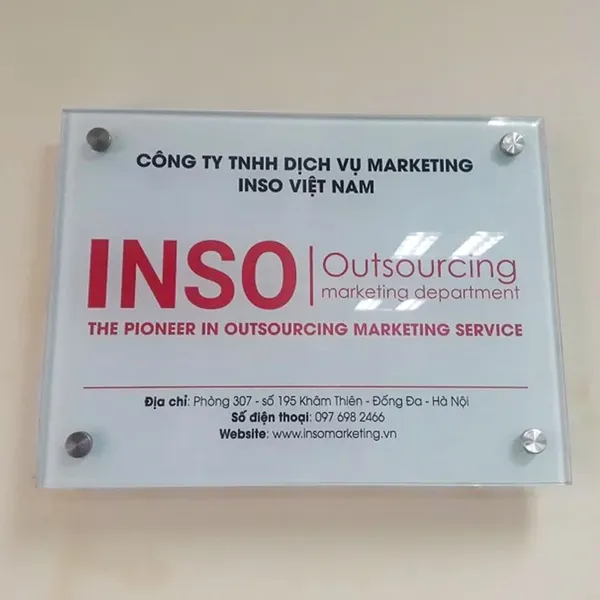 CÔNG TY TNHH DỊCH VỤ MARKETING
INSO VIỆT NAM
INSO
Outsourcing
marketing department
THE PIONEER IN OUTSOURCING MARKETING SERVICE
Địa chỉ: Phòng 307 - số 195 Khâm Thiên - Đống Đa - Hà Nội
Số điện thoại: 097 698 2466
Website: www.insomarketing.vn